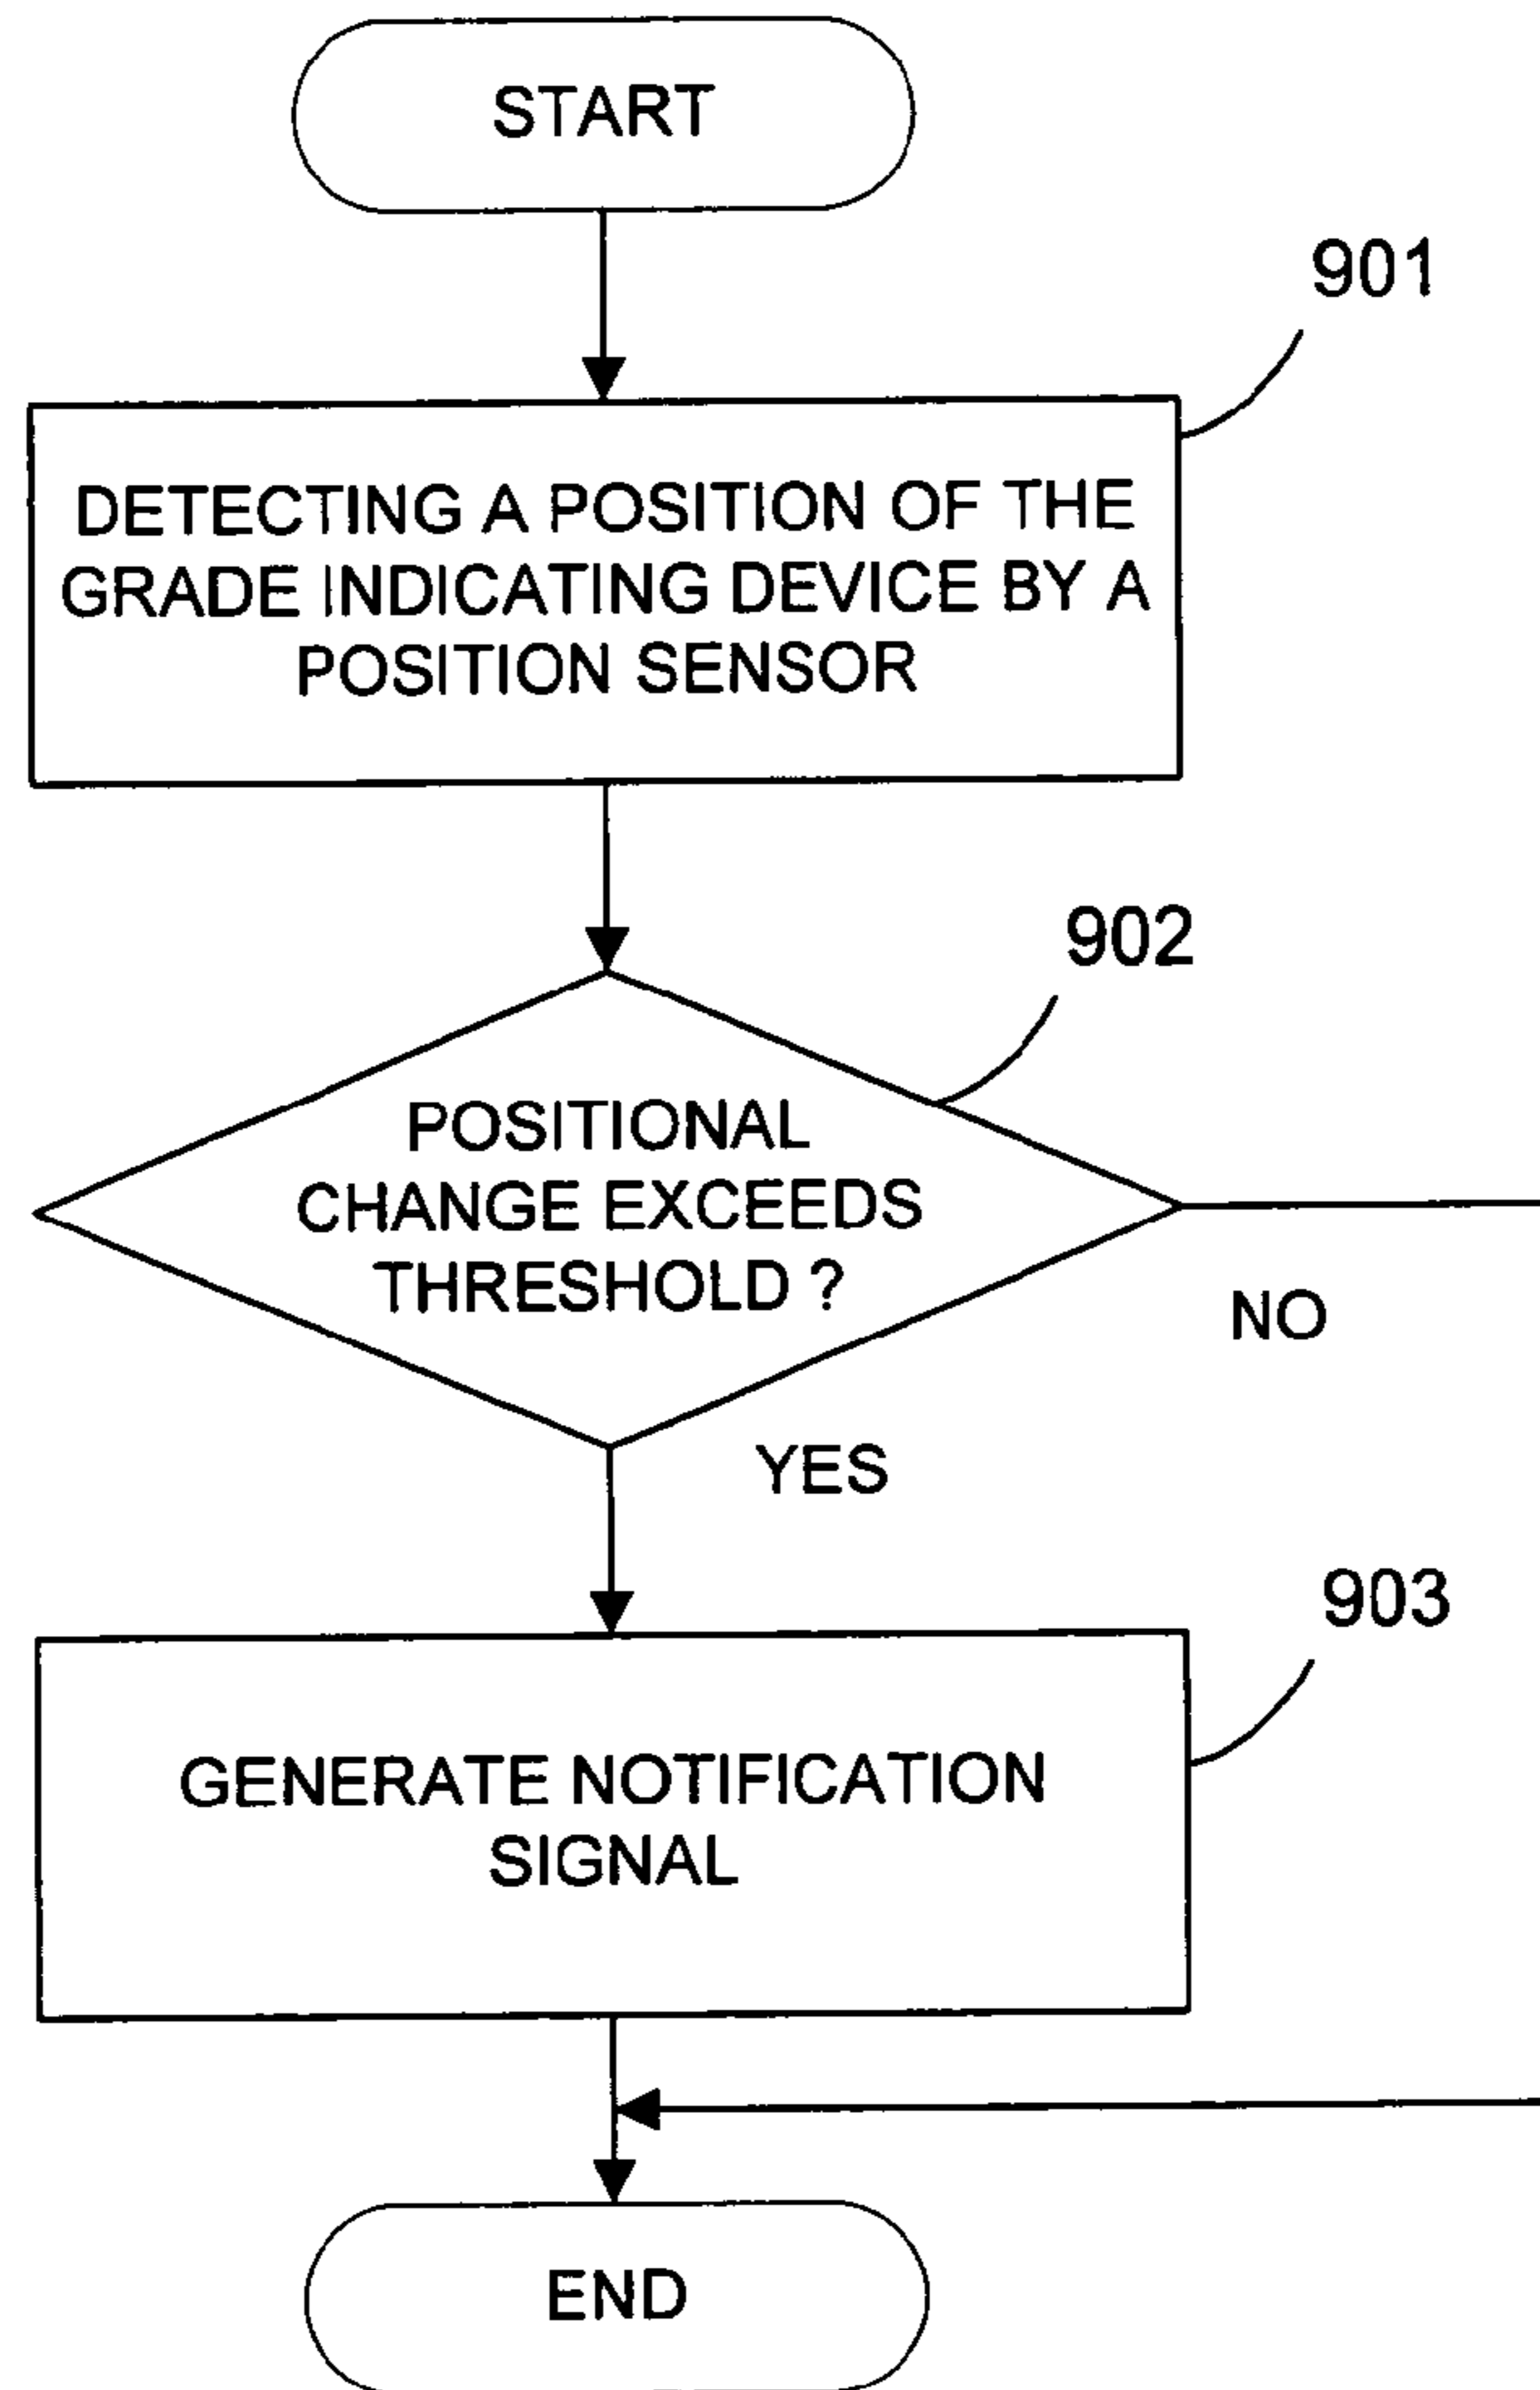 START
901
DETECTING A POSITION OF THE
GRADE INDICATING DEVICE BY A
POSITION SENSOR
902
POSITIONAL
CHANGE EXCEEDS
THRESHOLD ?
NO
YES
903
GENERATE NOTIFICATION
SIGNAL
END